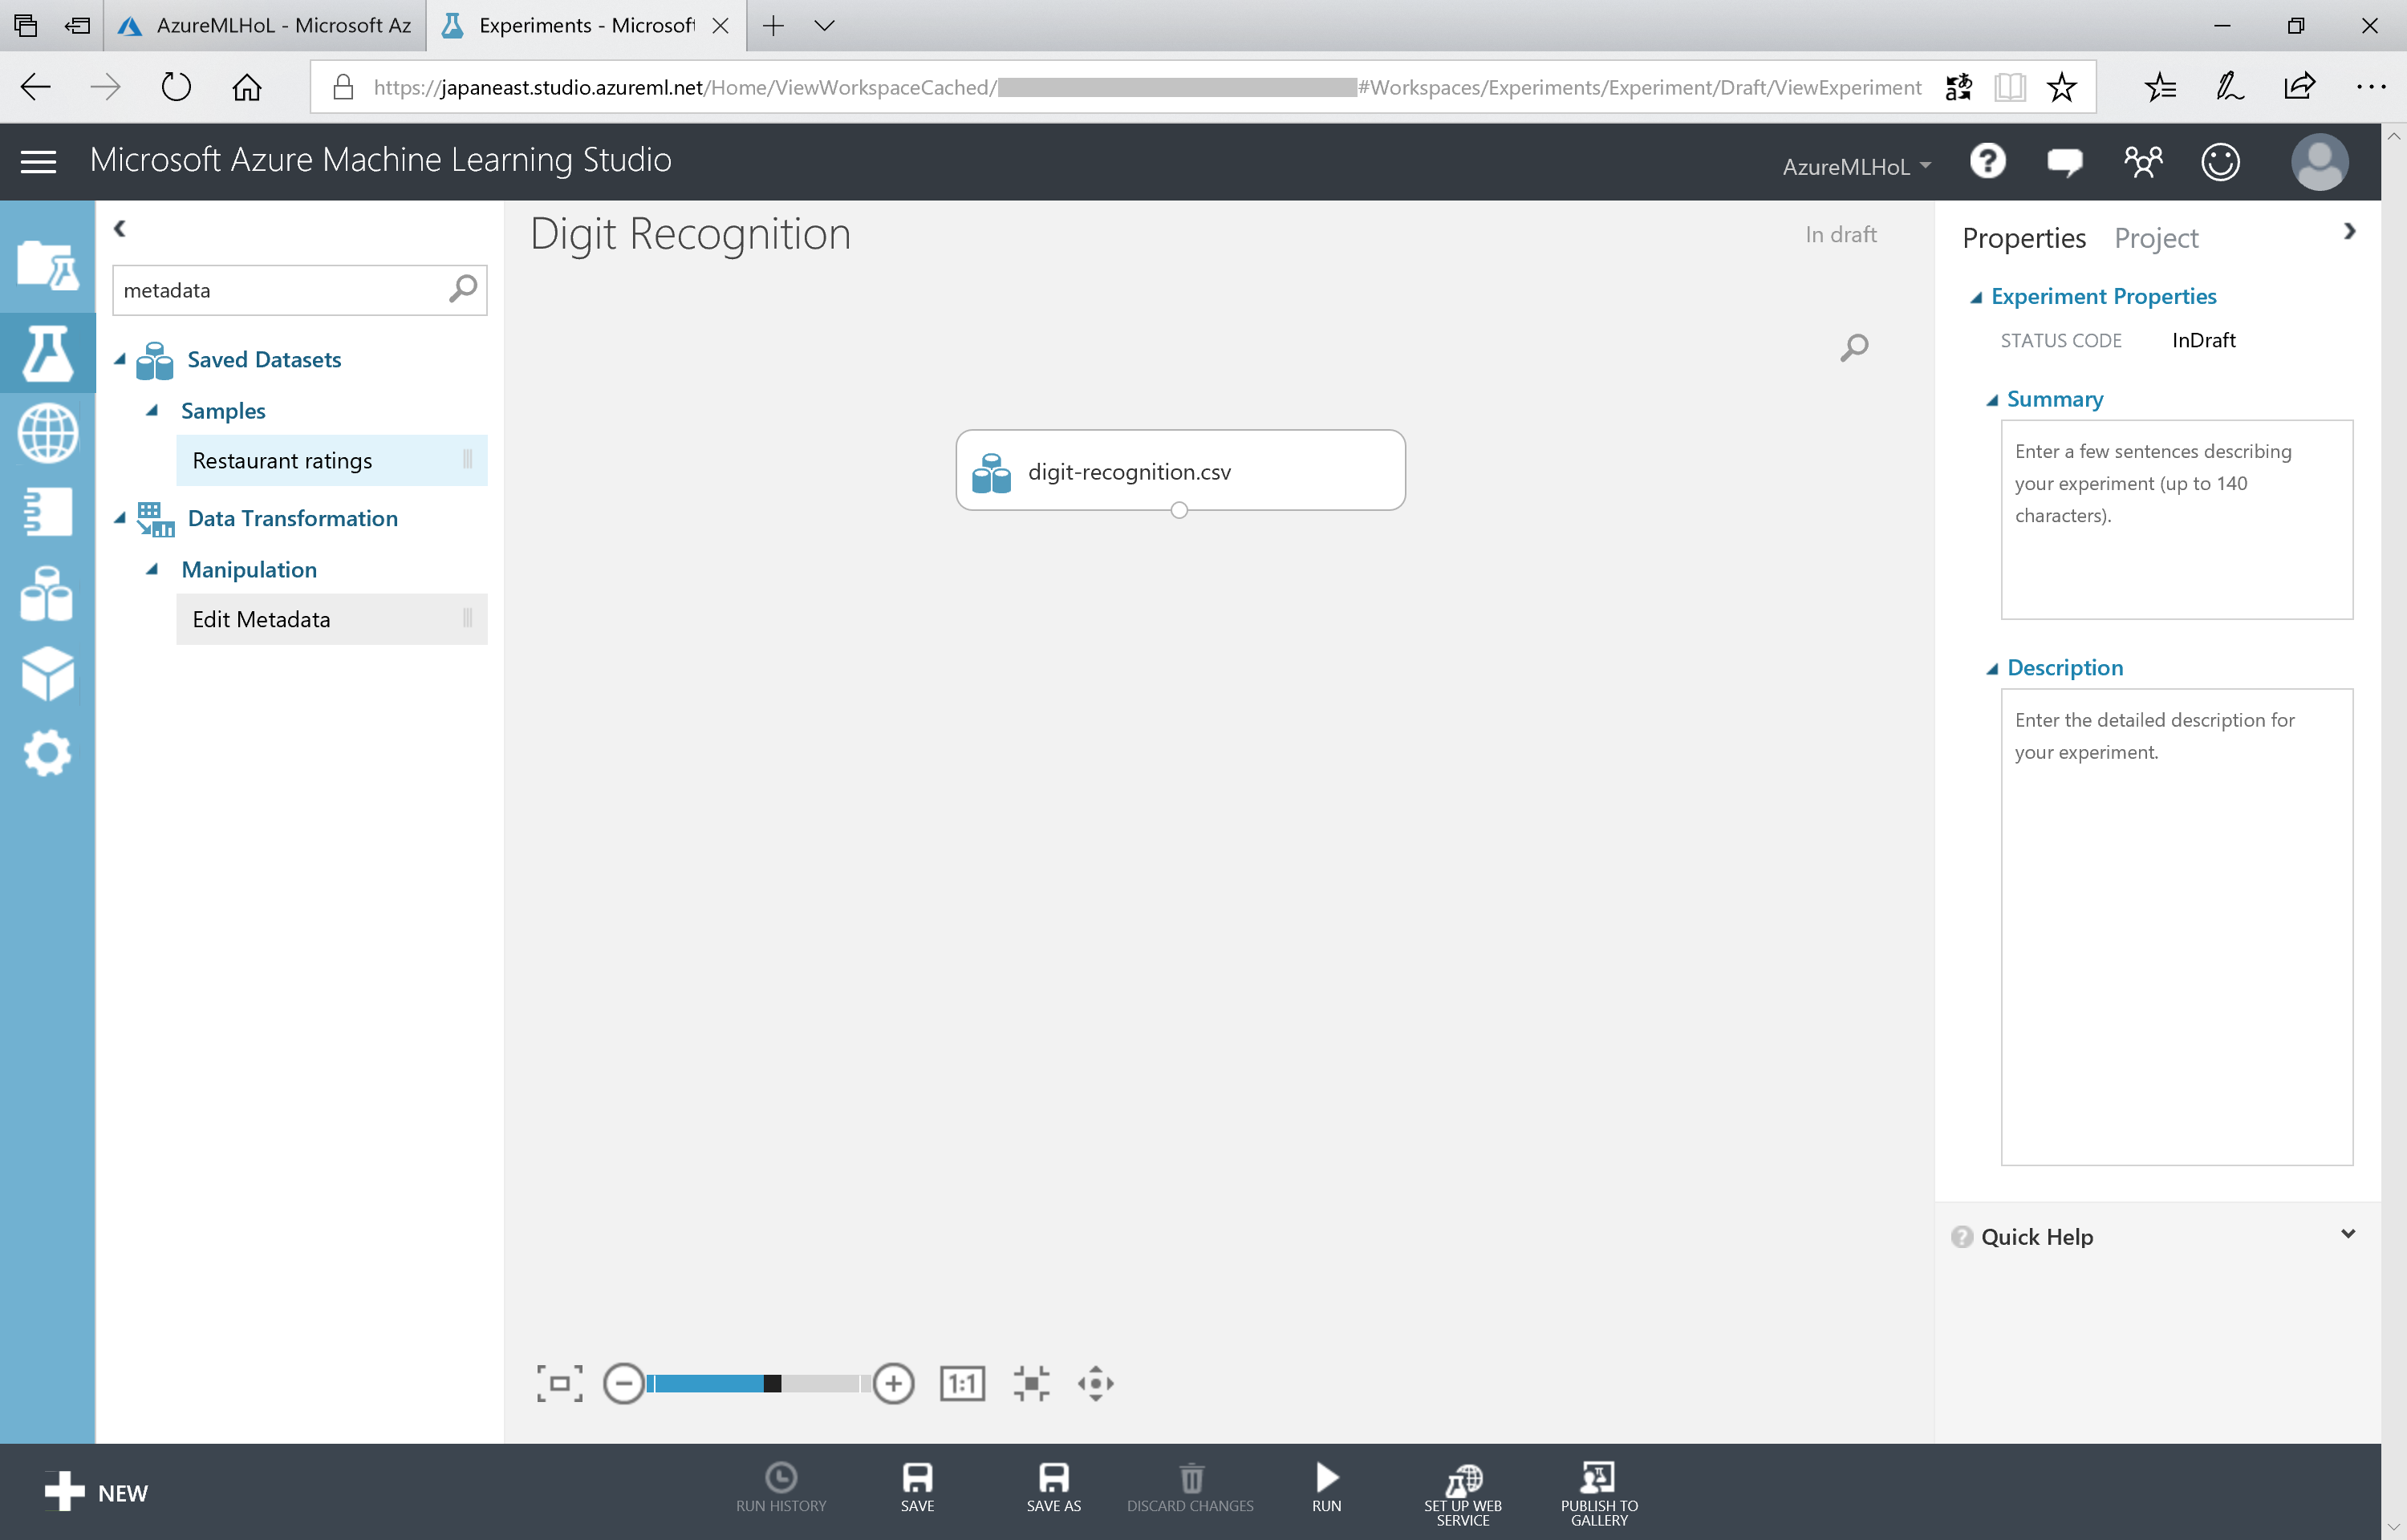 AzureMLHoL - Microsoft Az
Experiments - Microsoft
https://japaneast.studio.azureml.net/Home/ViewWorkspaceCached/
#Workspaces/Experiments/Experiment/Draft/ViewExperiment
Microsoft Azure Machine Learning Studio
AzureMLHoL
metadata
Saved Datasets
Samples
Restaurant ratings
Data Transformation
Manipulation
Edit Metadata
Digit Recognition
In draft
digit-recognition.csv
1:1
Properties
Project
Experiment Properties
STATUS CODE InDraft
Summary
Enter a few sentences describing
your experiment (up to 140
characters).
Description
Enter the detailed description for
your experiment.
Quick Help
NEW
RUN HISTORY
SAVE
SAVE AS
DISCARD CHANGES
RUN
SET UP WEB
SERVICE
PUBLISH TO
GALLERY